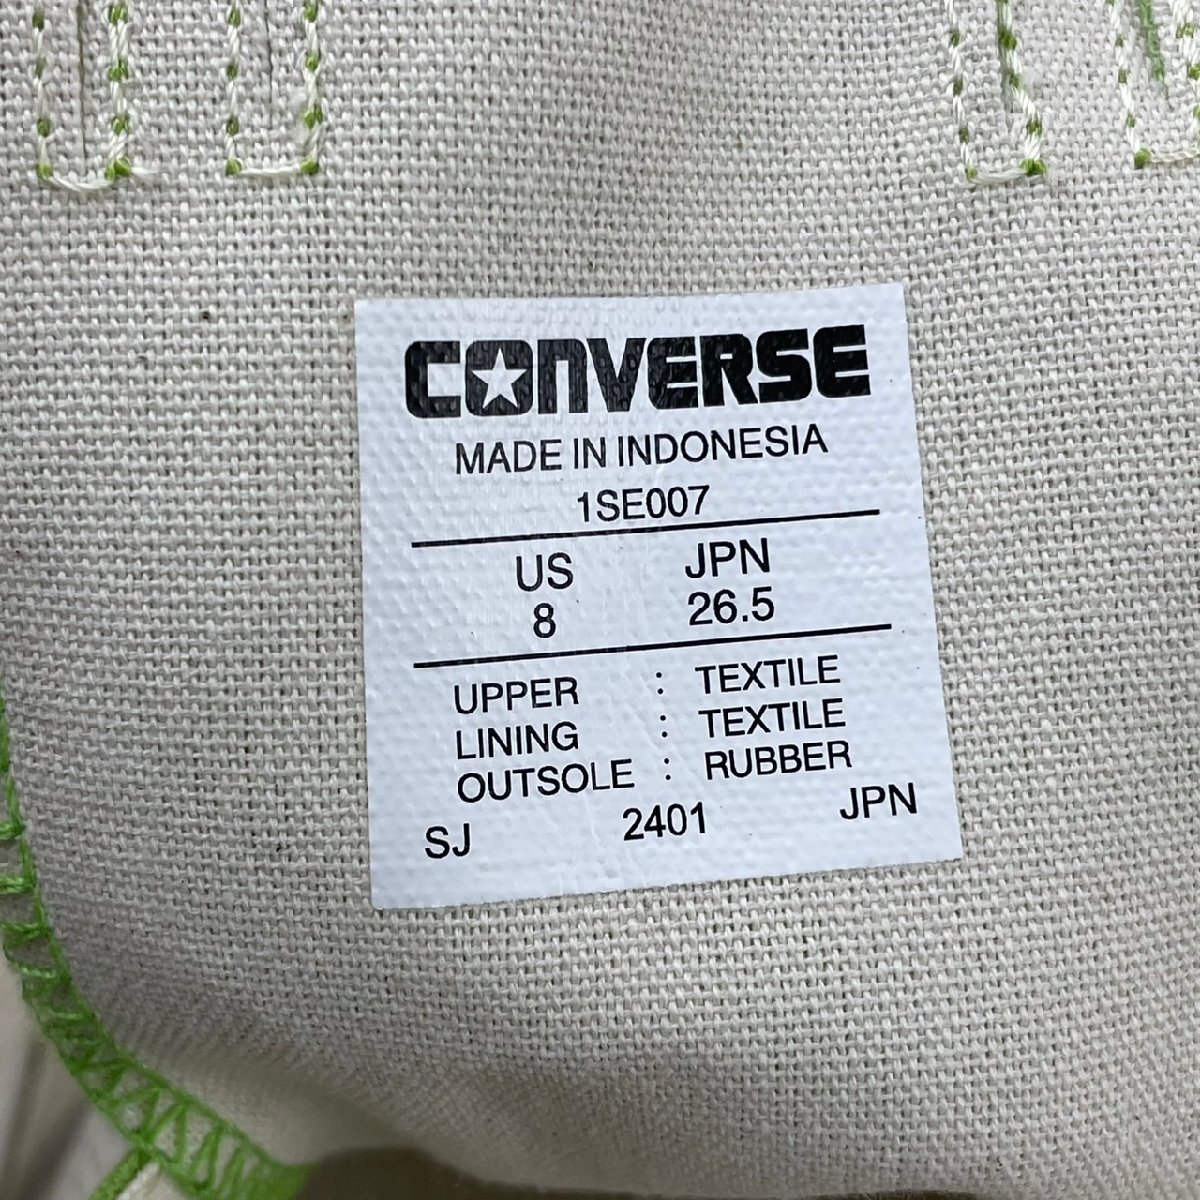 CONVERSE
MADE IN INDONESIA
1SE007
US JPN
8 26.5
UPPER : TEXTILE
LINING : TEXTILE
OUTSOLE : RUBBER
SJ 2401 JPN